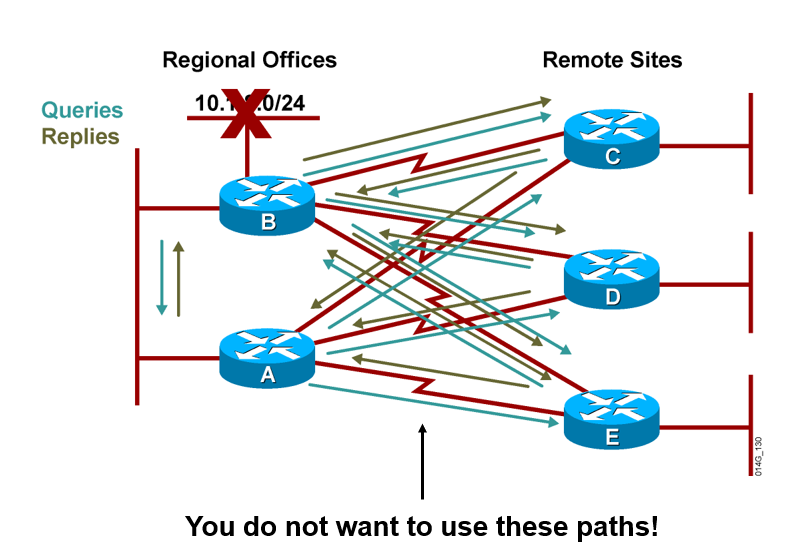 Regional Offices
Remote Sites
10.1.8.0/24
Queries
Replies
B
A
C
D
E
014G_130
You do not want to use these paths!